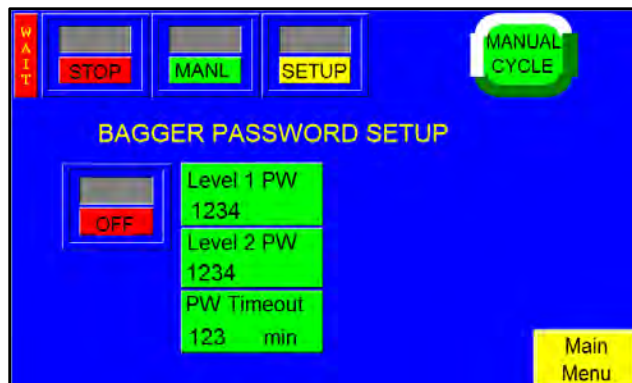 WAIT
STOP
MANL
SETUP
MANUAL
CYCLE
BAGGER PASSWORD SETUP
OFF
Level 1 PW
1234
Level 2 PW
1234
PW Timeout
123 min
Main
Menu